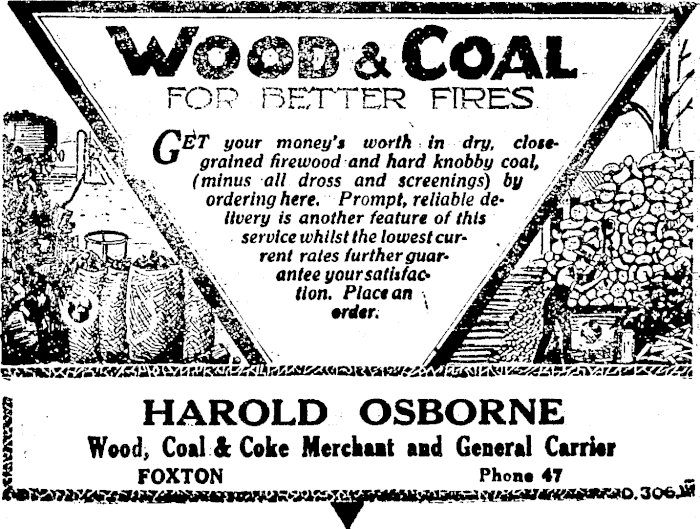 WOOD & COAL
FOR BETTER FIRES
GET your money's worth in dry, close-
grained firewood and hard knobby coal,
(minus all dross and screenings) by
ordering here. Prompt, reliable de-
livery is another feature of this
service whilst the lowest cur-
rent rates further guar-
antee your satisfac-
tion. Place an
order.
HAROLD OSBORNE
Wood, Coal & Coke Merchant and General Carrier
FOXTON Phone 47
D.306.